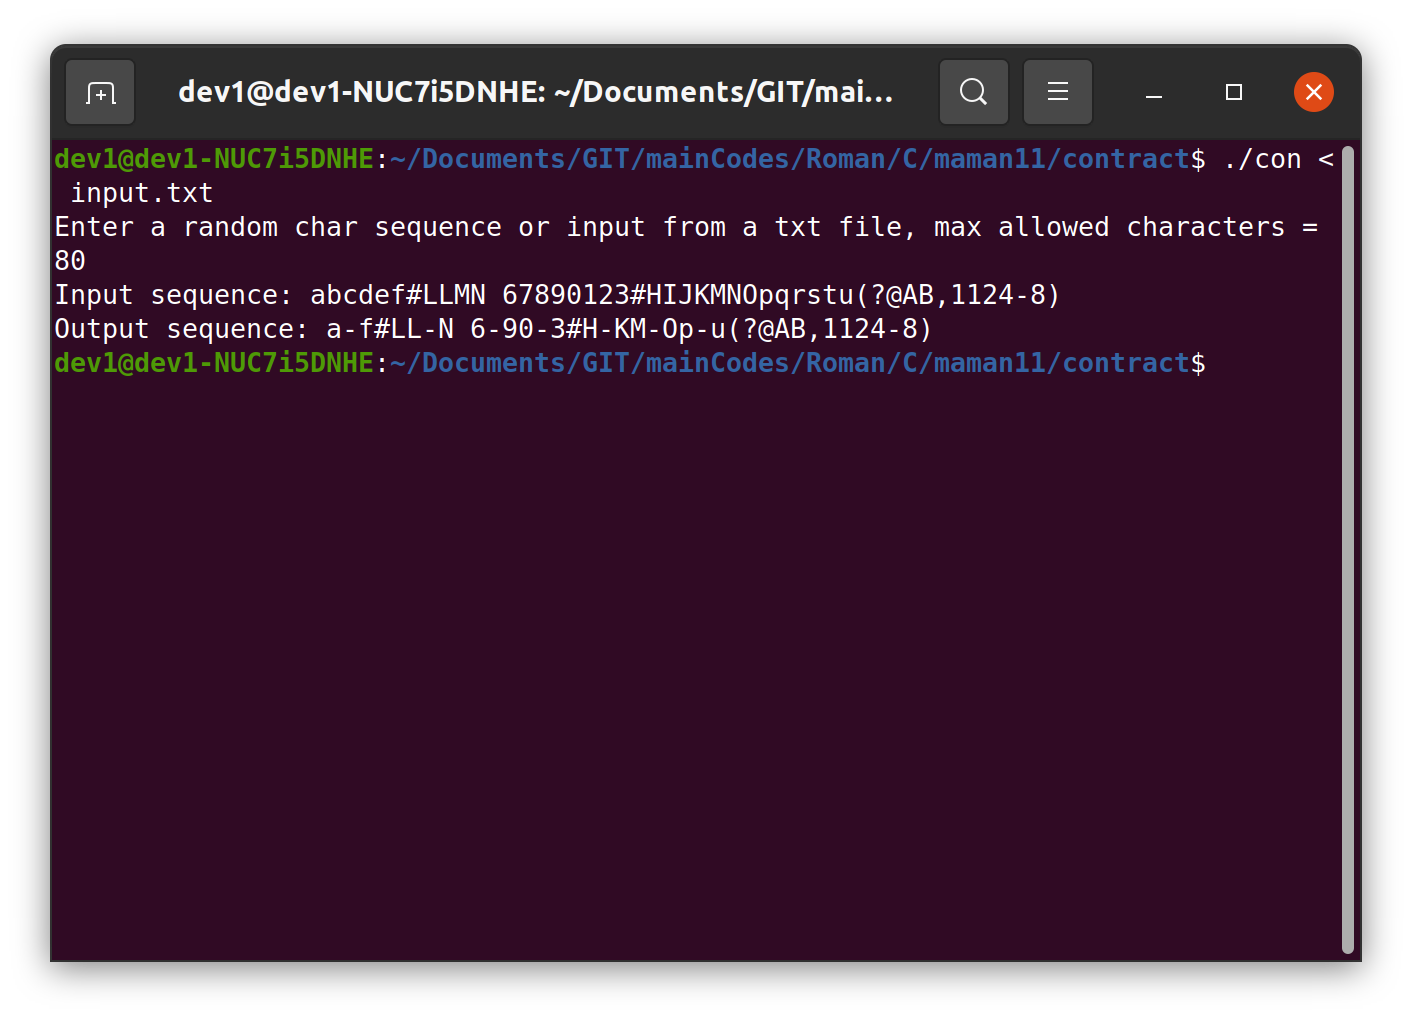 dev1@dev1-NUC7i5DNHE: ~/Documents/GIT/mai...
dev1@dev1-NUC7i5DNHE:~/Documents/GIT/mainCodes/Roman/C/maman11/contract$ ./con <
 input.txt
Enter a random char sequence or input from a txt file, max allowed characters =
80
Input sequence: abcdef#LLMN 67890123#HIJKMNOpqrstu(?@AB,1124-8)
Output sequence: a-f#LL-N 6-90-3#H-KM-Op-u(?@AB,1124-8)
dev1@dev1-NUC7i5DNHE:~/Documents/GIT/mainCodes/Roman/C/maman11/contract$